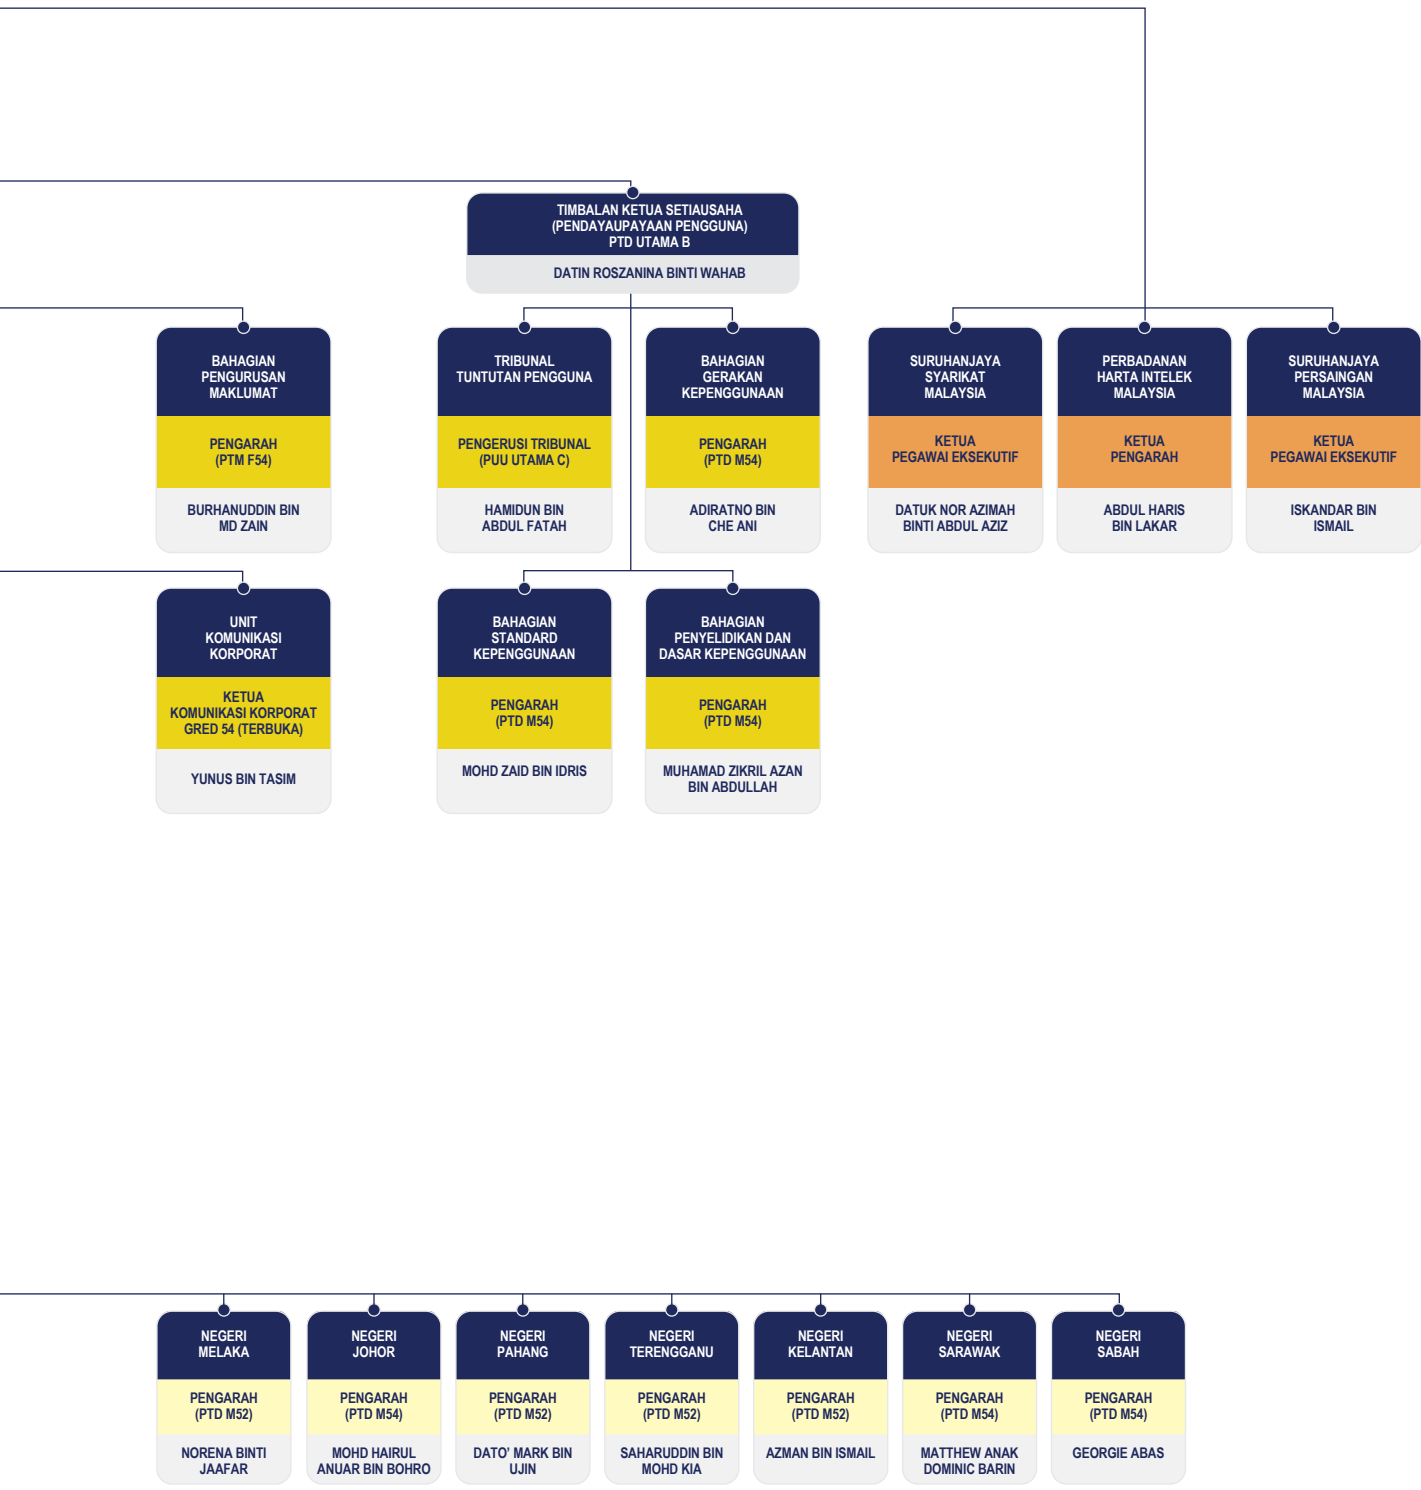 TIMBALAN KETUA SETIAUSAHA
(PENDAYAUPAYAAN PENGGUNA)
PTD UTAMA B
DATIN ROSZANINA BINTI WAHAB
BAHAGIAN
PENGURUSAN
MAKLUMAT
PENGARAH
(PTM F54)
BURHANUDDIN BIN
MD ZAIN
TRIBUNAL
TUNTUTAN PENGGUNA
PENGERUSI TRIBUNAL
(PUU UTAMA C)
HAMIDUN BIN
ABDUL FATAH
BAHAGIAN
GERAKAN
KEPENGGUNAAN
PENGARAH
(PTD M54)
ADIRATNO BIN
CHE ANI
SURUHANJAYA
SYARIKAT
MALAYSIA
KETUA
PEGAWAI EKSEKUTIF
DATUK NOR AZIMAH
BINTI ABDUL AZIZ
PERBADANAN
HARTA INTELEK
MALAYSIA
KETUA
PENGARAH
ABDUL HARIS
BIN LAKAR
SURUHANJAYA
PERSAINGAN
MALAYSIA
KETUA
PEGAWAI EKSEKUTIF
ISKANDAR BIN
ISMAIL
UNIT
KOMUNIKASI
KORPORAT
KETUA
KOMUNIKASI KORPORAT
GRED 54 (TERBUKA)
YUNUS BIN TASIM
BAHAGIAN
STANDARD
KEPENGGUNAAN
PENGARAH
(PTD M54)
MOHD ZAID BIN IDRIS
BAHAGIAN
PENYELIDIKAN DAN
DASAR KEPENGGUNAAN
PENGARAH
(PTD M54)
MUHAMAD ZIKRIL AZAN
BIN ABDULLAH
NEGERI
MELAKA
PENGARAH
(PTD M52)
NORENA BINTI
JAAFAR
NEGERI
JOHOR
PENGARAH
(PTD M54)
MOHD HAIRUL
ANUAR BIN BOHRO
NEGERI
PAHANG
PENGARAH
(PTD M52)
DATO’ MARK BIN
UJIN
NEGERI
TERENGGANU
PENGARAH
(PTD M52)
SAHARUDDIN BIN
MOHD KIA
NEGERI
KELANTAN
PENGARAH
(PTD M52)
AZMAN BIN ISMAIL
NEGERI
SARAWAK
PENGARAH
(PTD M54)
MATTHEW ANAK
DOMINIC BARIN
NEGERI
SABAH
PENGARAH
(PTD M54)
GEORGIE ABAS